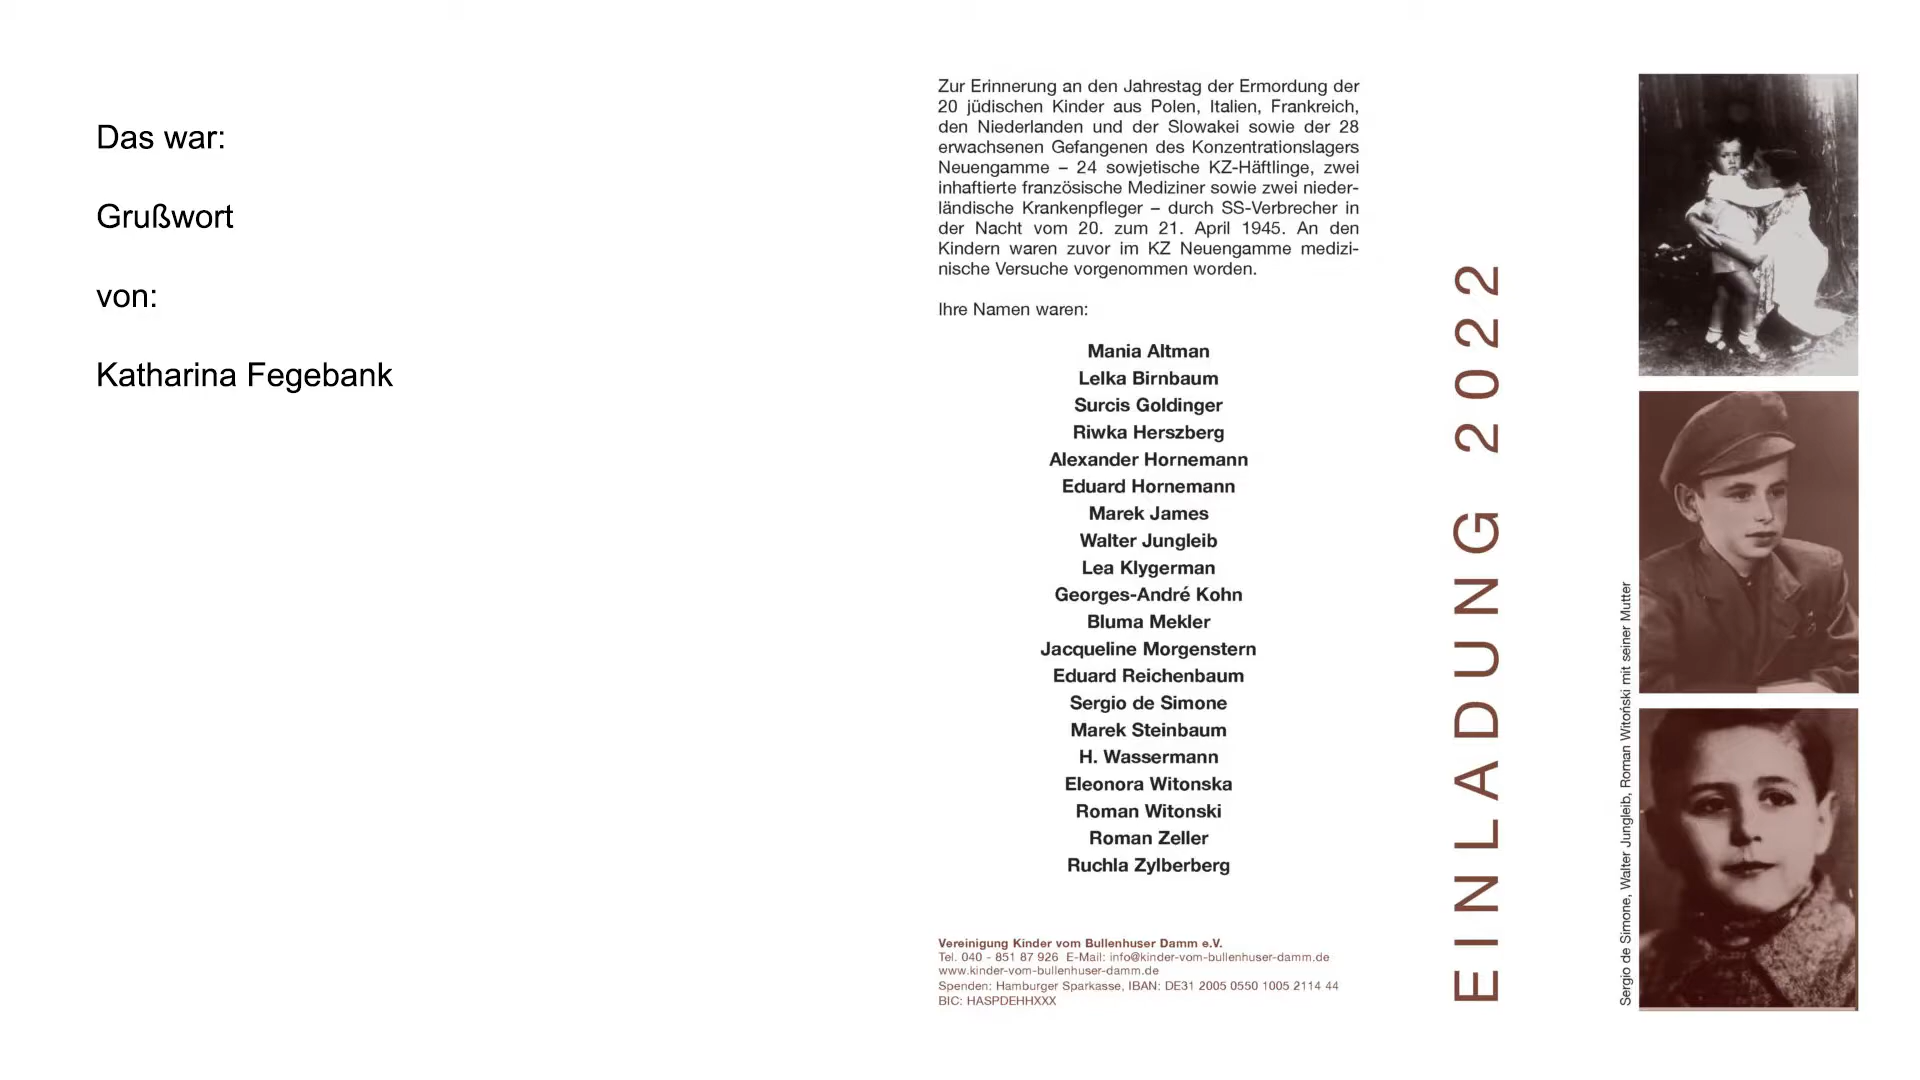 Das war:
Grußwort
von:
Katharina Fegebank
Zur Erinnerung an den Jahrestag der Ermordung der
20 jüdischen Kinder aus Polen, Italien, Frankreich,
den Niederlanden und der Slowakei sowie der 28
erwachsenen Gefangenen des Konzentrationslagers
Neuengamme – 24 sowjetische KZ-Häftlinge, zwei
inhaftierte französische Mediziner sowie zwei nieder-
ländische Krankenpfleger – durch SS-Verbrecher in
der Nacht vom 20. zum 21. April 1945. An den
Kindern waren zuvor im KZ Neuengamme medizi-
nische Versuche vorgenommen worden.
Ihre Namen waren:
Mania Altman
Lelka Birnbaum
Surcis Goldinger
Riwka Herszberg
Alexander Hornemann
Eduard Hornemann
Marek James
Walter Jungleib
Lea Klygerman
Georges-André Kohn
Bluma Mekler
Jacqueline Morgenstern
Eduard Reichenbaum
Sergio de Simone
Marek Steinbaum
H. Wassermann
Eleonora Witonska
Roman Witonski
Roman Zeller
Ruchla Zylberberg
Vereinigung Kinder vom Bullenhuser Damm e.V.
Tel. 040 - 851 87 926 E-Mail: info@kinder-vom-bullenhuser-damm.de
www.kinder-vom-bullenhuser-damm.de
Spenden: Hamburger Sparkasse, IBAN: DE31 2005 0550 1005 2114 44
BIC: HASPDEHHXXX
EINLADUNG 2022
Sergio de Simone, Walter Jungleib, Roman Witoński mit seiner Mutter